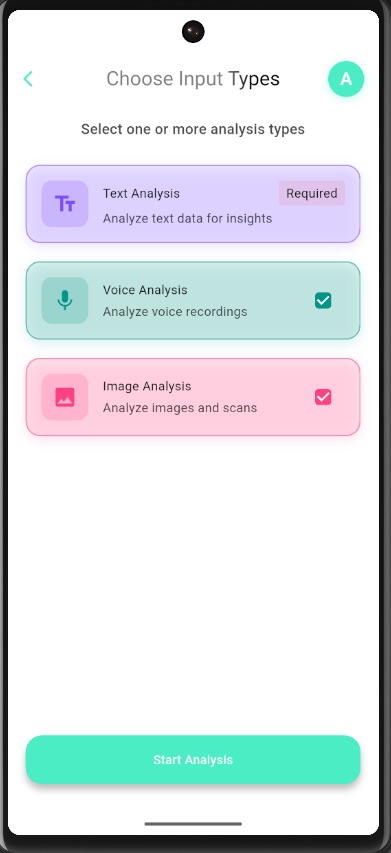 Choose Input Types
A
Select one or more analysis types
Tt
Text Analysis
Required
Analyze text data for insights
Voice Analysis
Analyze voice recordings
Image Analysis
Analyze images and scans
Start Analysis